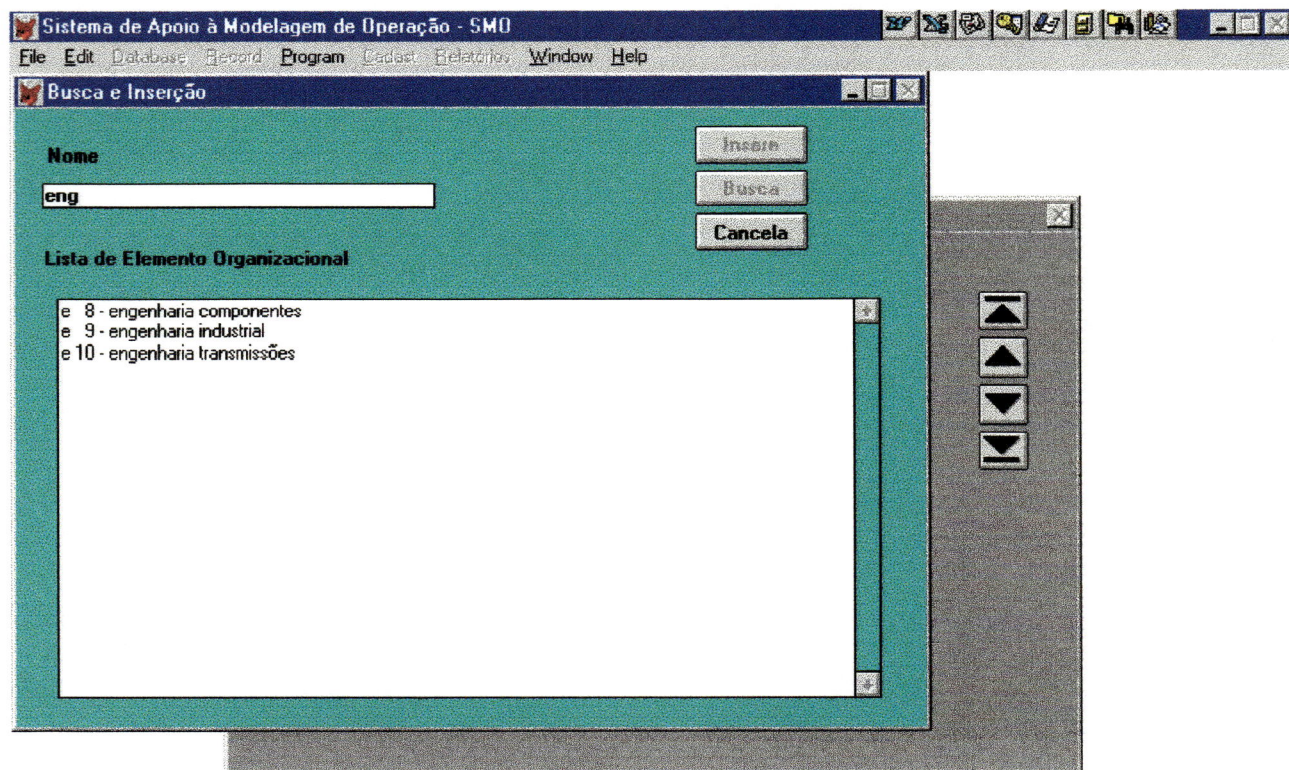 Sistema de Apoio à Modelagem de Operação - SMO
File Edit Database Record Program Cadast Relatórios Window Help
Busca e Inserção
Insere
Nome
Busca
eng
Cancela
Lista de Elemento Organizacional
e 8 - engenharia componentes
e 9 - engenharia industrial
e 10 - engenharia transmissões